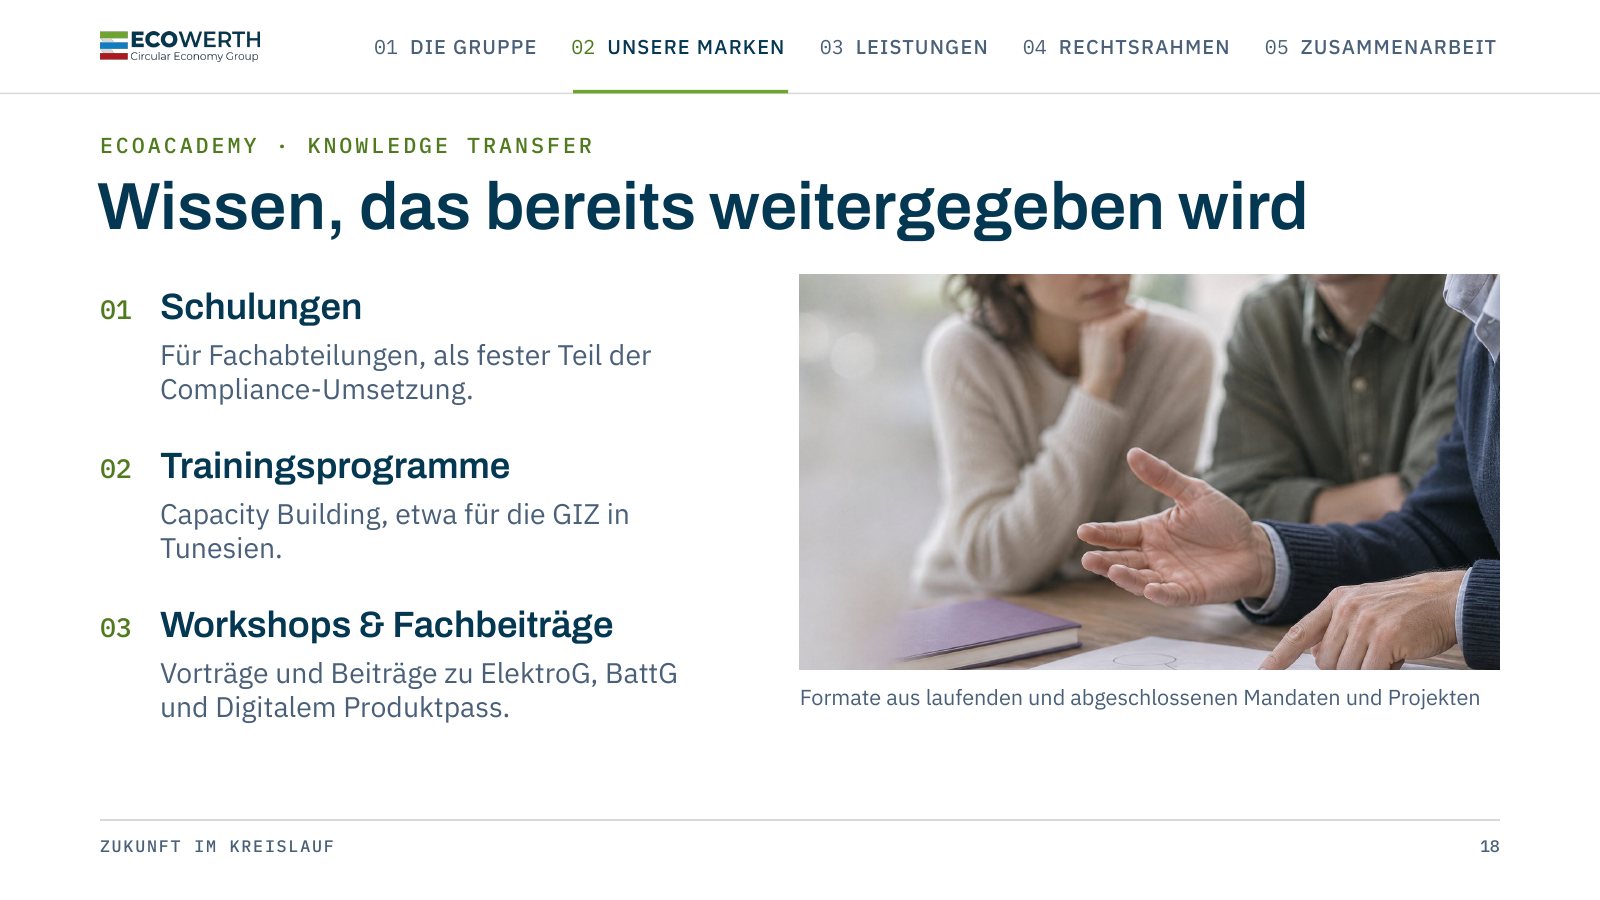 ECOWERTH
Circular Economy Group
01 DIE GRUPPE
02 UNSERE MARKEN
03 LEISTUNGEN
04 RECHTSRAHMEN
05 ZUSAMMENARBEIT
ECOACADEMY · KNOWLEDGE TRANSFER
Wissen, das bereits weitergegeben wird
01 Schulungen
Für Fachabteilungen, als fester Teil der
Compliance-Umsetzung.
02 Trainingsprogramme
Capacity Building, etwa für die GIZ in
Tunesien.
03 Workshops & Fachbeiträge
Vorträge und Beiträge zu ElektroG, BattG
und Digitalem Produktpass.
Formate aus laufenden und abgeschlossenen Mandaten und Projekten
ZUKUNFT IM KREISLAUF
18